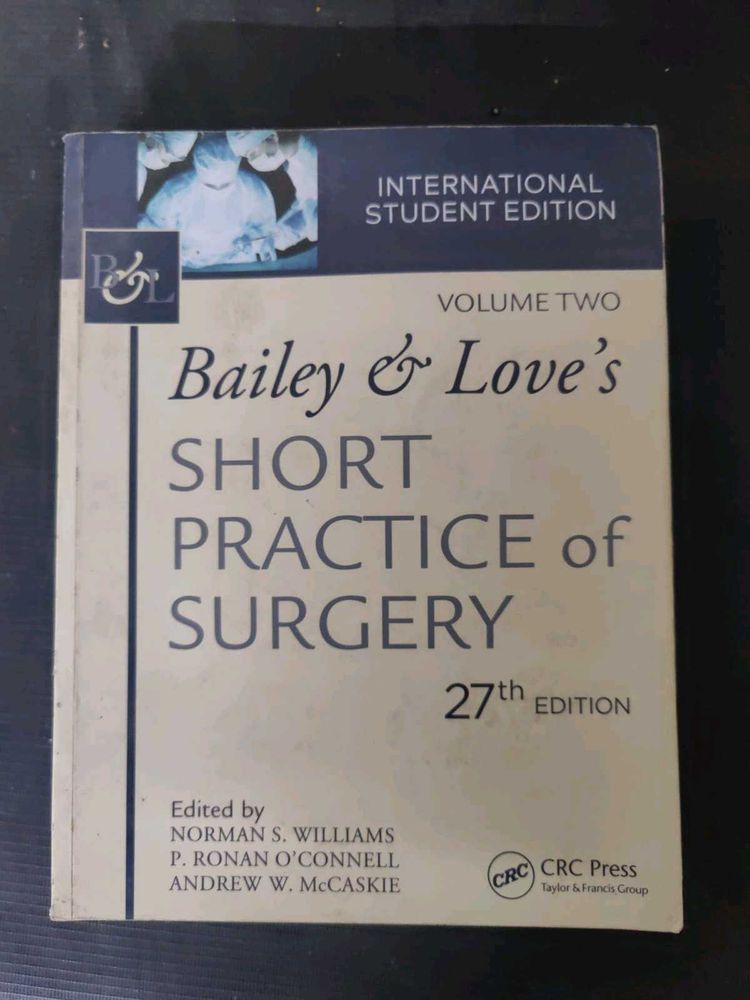 INTERNATIONAL
STUDENT EDITION
B&L
VOLUME TWO
Bailey & Love's
SHORT
PRACTICE of
SURGERY
27th EDITION
Edited by
NORMAN S. WILLIAMS
P. RONAN O'CONNELL
ANDREW W. McCASKIE
CRC CRC Press
Taylor & Francis Group